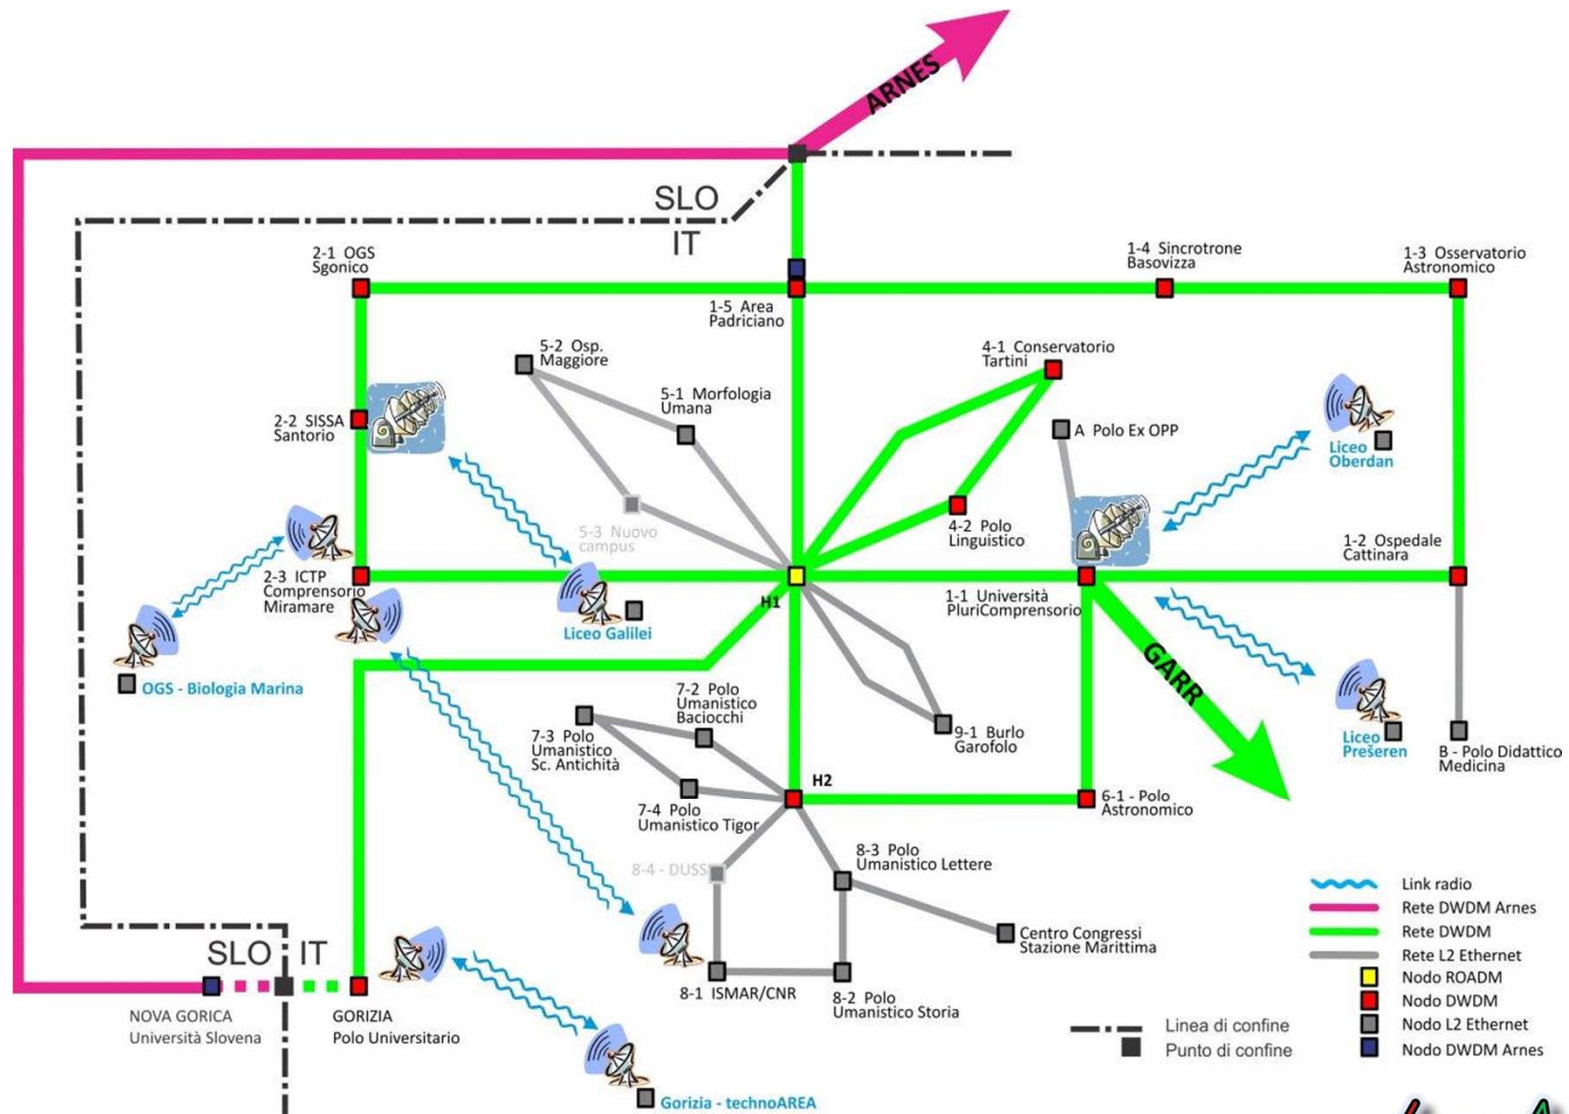 ARNES
SLO
IT
2-1 OGS
Sgonico
1-4 Sincrotrone
Basovizza
1-3 Osservatorio
Astronomico
1-5 Area
Padriciano
5-2 Osp.
Maggiore
4-1 Conservatorio
Tartini
5-1 Morfologia
Umana
2-2 SISSA
Santorio
A Polo Ex OPP
Liceo
Oberdan
5-3 Nuovo
campus
4-2 Polo
Linguistico
1-2 Ospedale
Cattinara
2-3 ICTP
Comprensorio
Miramare
H1
1-1 Università
PluriComprensorio
Liceo Galilei
GARR
OGS - Biologia Marina
7-2 Polo
Umanistico
Baciocchi
7-3 Polo
Umanistico
Sc. Antichità
9-1 Burlo
Garofolo
Liceo
Prešeren
B - Polo Didattico
Medicina
H2
7-4 Polo
Umanistico Tigor
6-1 - Polo
Astronomico
8-4 - DUSS
8-3 Polo
Umanistico Lettere
Centro Congressi
Stazione Marittima
SLO
IT
8-1 ISMAR/CNR
8-2 Polo
Umanistico Storia
NOVA GORICA
Università Slovena
GORIZIA
Polo Universitario
Gorizia - technoAREA
Link radio
Rete DWDM Arnes
Rete DWDM
Rete L2 Ethernet
Nodo ROADM
Nodo DWDM
Nodo L2 Ethernet
Nodo DWDM Arnes
Linea di confine
Punto di confine